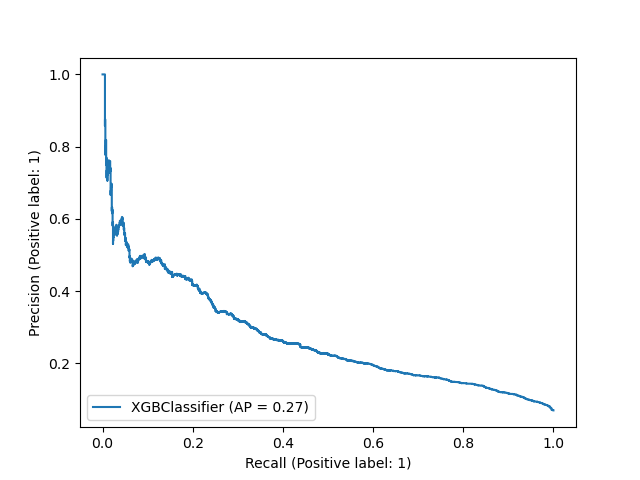 1.0
0.8
0.6
0.4
0.2
Precision (Positive label: 1)
XGBClassifier (AP = 0.27)
0.0 0.2 0.4 0.6 0.8 1.0
Recall (Positive label: 1)